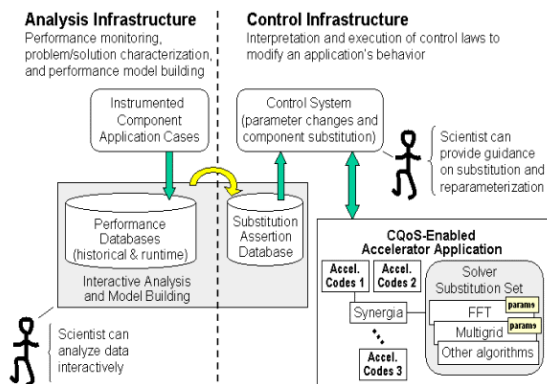 Analysis Infrastructure
Performance monitoring,
problem/solution characterization,
and performance model building
Control Infrastructure
Interpretation and execution of control laws to
modify an application's behavior
Instrumented
Component
Application Cases
Control System
(parameter changes and
component substitution)
Scientist can
provide guidance
on substitution and
reparameterization
Performance
Databases
(historical & runtime)
Substitution
Assertion
Database
Interactive Analysis
and Model Building
Scientist can
analyze data
interactively
CQoS-Enabled
Accelerator Application
Accel.
Codes 1
Accel.
Codes 2
Synergia
Accel.
Codes 3
Solver
Substitution Set
params
FFT
params
Multigrid
Other algorithms